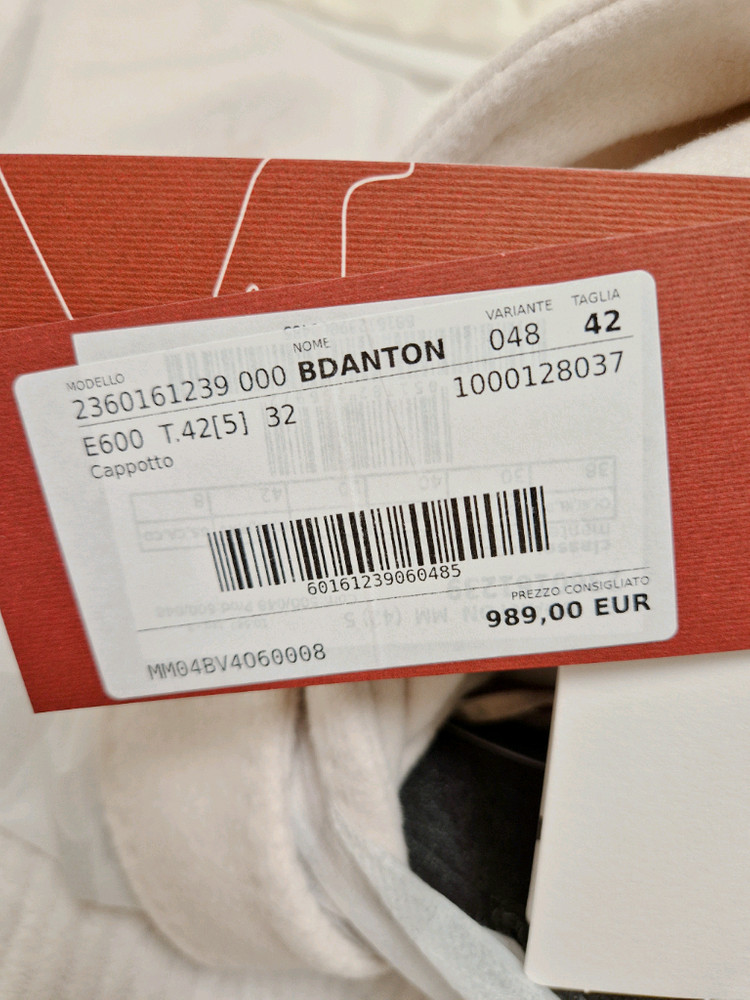 MODELLO NOME VARIANTE TAGLIA
2360161239 000 BDANTON 048 42
E600 T.42[5] 32 1000128037
Cappotto
60161239060485
PREZZO CONSIGLIATO
989,00 EUR
MM04BV4060008